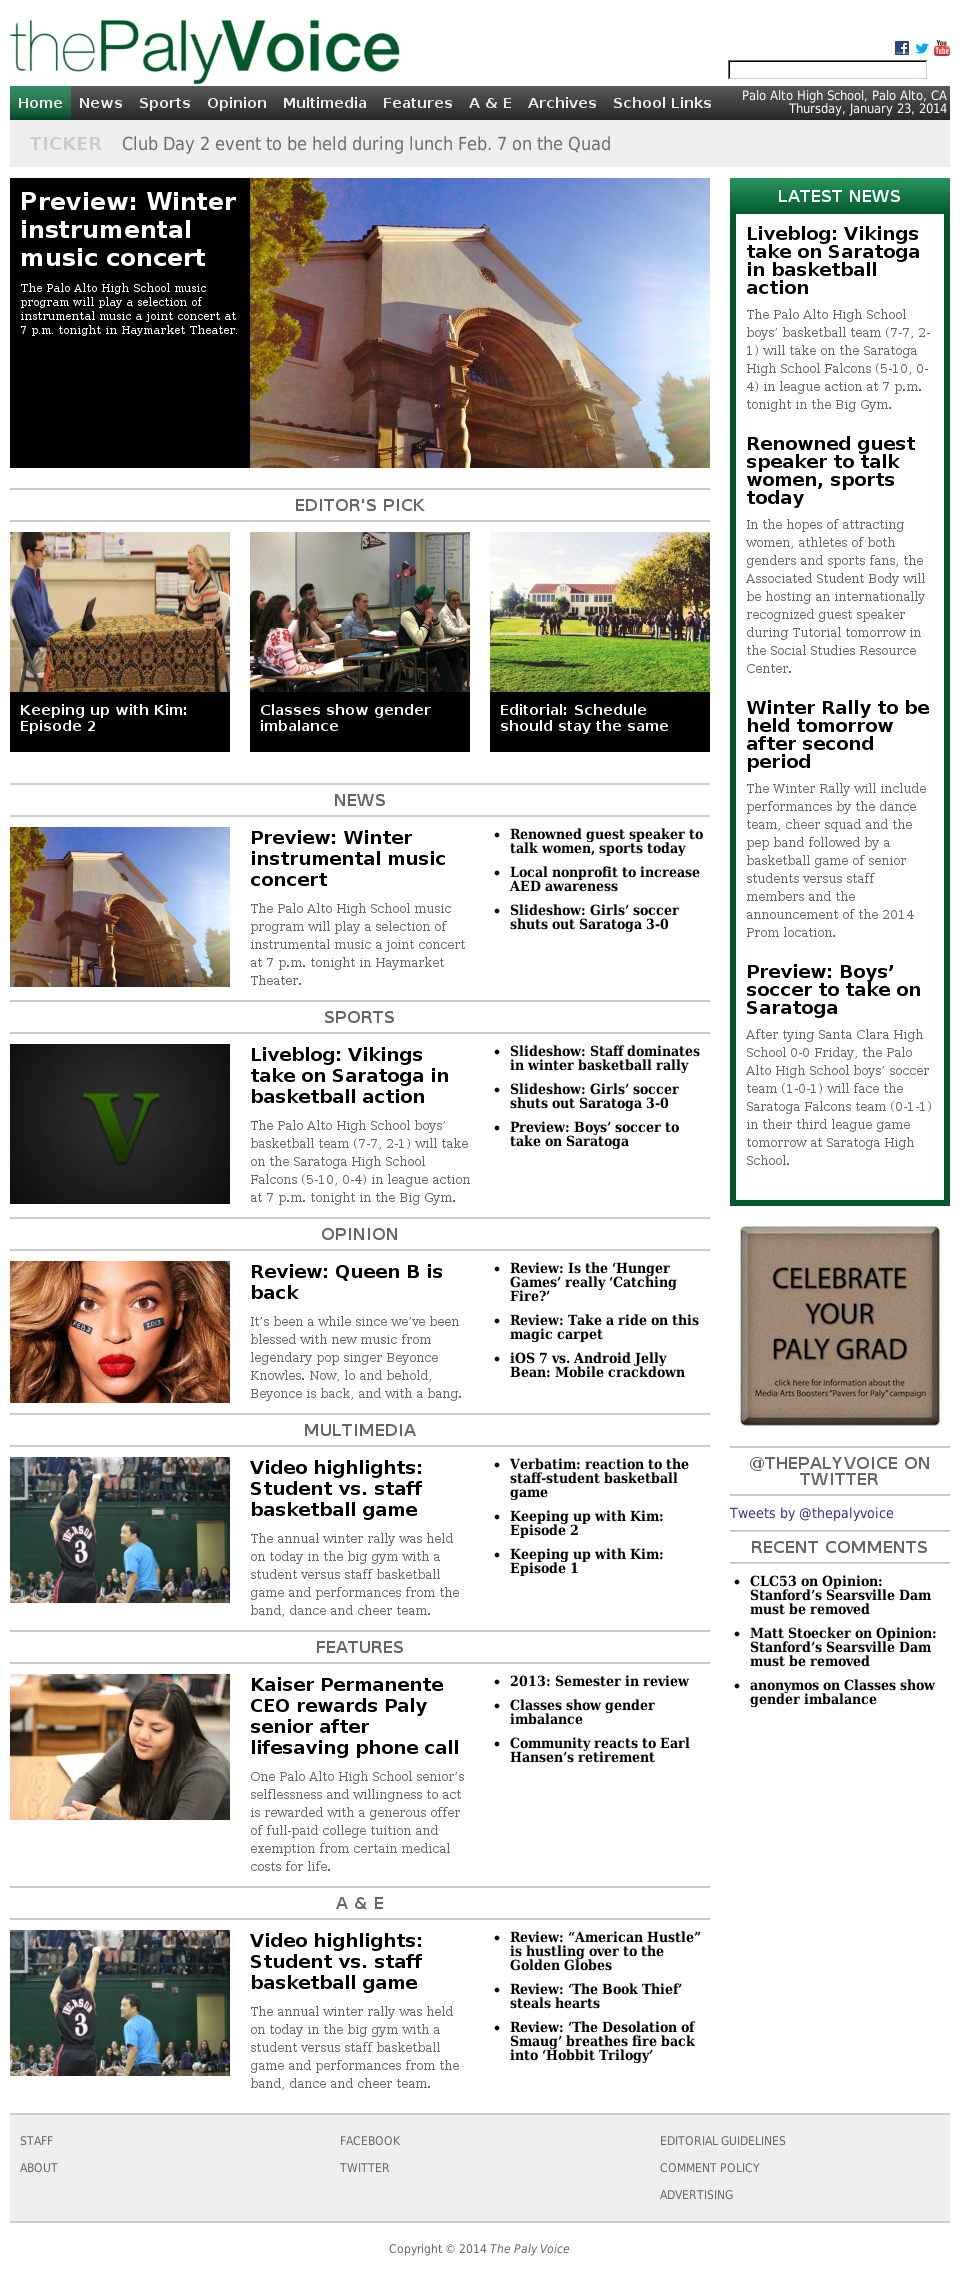 thePalyVoice
Home News Sports Opinion Multimedia Features A & E Archives School Links
Palo Alto High School, Palo Alto, CA
Thursday, January 23, 2014
TICKER Club Day 2 event to be held during lunch Feb. 7 on the Quad
Preview: Winter
instrumental
music concert
The Palo Alto High School music
program will play a selection of
instrumental music a joint concert at
7 p.m. tonight in Haymarket Theater.
EDITOR'S PICK
Keeping up with Kim:
Episode 2
Classes show gender
imbalance
Editorial: Schedule
should stay the same
NEWS
Preview: Winter
instrumental music
concert
The Palo Alto High School music
program will play a selection of
instrumental music a joint concert
at 7 p.m. tonight in Haymarket
Theater.
• Renowned guest speaker to
talk women, sports today
• Local nonprofit to increase
AED awareness
• Slideshow: Girls’ soccer
shuts out Saratoga 3-0
SPORTS
V
Liveblog: Vikings
take on Saratoga in
basketball action
The Palo Alto High School boys’
basketball team (7-7, 2-1) will take
on the Saratoga High School
Falcons (5-10, 0-4) in league action
at 7 p.m. tonight in the Big Gym.
• Slideshow: Staff dominates
in winter basketball rally
• Slideshow: Girls’ soccer
shuts out Saratoga 3-0
• Preview: Boys’ soccer to
take on Saratoga
OPINION
FEB.3 2013
Review: Queen B is
back
It’s been a while since we’ve been
blessed with new music from
legendary pop singer Beyonce
Knowles. Now, lo and behold,
Beyonce is back, and with a bang.
• Review: Is the ‘Hunger
Games’ really ‘Catching
Fire?’
• Review: Take a ride on this
magic carpet
• iOS 7 vs. Android Jelly
Bean: Mobile crackdown
MULTIMEDIA
3
Video highlights:
Student vs. staff
basketball game
The annual winter rally was held
on today in the big gym with a
student versus staff basketball
game and performances from the
band, dance and cheer team.
• Verbatim: reaction to the
staff-student basketball
game
• Keeping up with Kim:
Episode 2
• Keeping up with Kim:
Episode 1
FEATURES
Kaiser Permanente
CEO rewards Paly
senior after
lifesaving phone call
One Palo Alto High School senior’s
selflessness and willingness to act
is rewarded with a generous offer
of full-paid college tuition and
exemption from certain medical
costs for life.
• 2013: Semester in review
• Classes show gender
imbalance
• Community reacts to Earl
Hansen’s retirement
A & E
3
Video highlights:
Student vs. staff
basketball game
The annual winter rally was held
on today in the big gym with a
student versus staff basketball
game and performances from the
band, dance and cheer team.
• Review: “American Hustle”
is hustling over to the
Golden Globes
• Review: ‘The Book Thief’
steals hearts
• Review: ‘The Desolation of
Smaug’ breathes fire back
into ‘Hobbit Trilogy’
LATEST NEWS
Liveblog: Vikings
take on Saratoga
in basketball
action
The Palo Alto High School
boys’ basketball team (7-7, 2-
1) will take on the Saratoga
High School Falcons (5-10, 0-
4) in league action at 7 p.m.
tonight in the Big Gym.
Renowned guest
speaker to talk
women, sports
today
In the hopes of attracting
women, athletes of both
genders and sports fans, the
Associated Student Body will
be hosting an internationally
recognized guest speaker
during Tutorial tomorrow in
the Social Studies Resource
Center.
Winter Rally to be
held tomorrow
after second
period
The Winter Rally will include
performances by the dance
team, cheer squad and the
pep band followed by a
basketball game of senior
students versus staff
members and the
announcement of the 2014
Prom location.
Preview: Boys’
soccer to take on
Saratoga
After tying Santa Clara High
School 0-0 Friday, the Palo
Alto High School boys’ soccer
team (1-0-1) will face the
Saratoga Falcons team (0-1-1)
in their third league game
tomorrow at Saratoga High
School.
CELEBRATE
YOUR
PALY GRAD
click here for information about the
Media Arts Boosters "Pavers for Paly" campaign
@THEPALYVOICE ON
TWITTER
Tweets by @thepalyvoice
RECENT COMMENTS
• CLC53 on Opinion:
Stanford’s Searsville Dam
must be removed
• Matt Stoecker on Opinion:
Stanford’s Searsville Dam
must be removed
• anonymos on Classes show
gender imbalance
STAFF
ABOUT
FACEBOOK
TWITTER
EDITORIAL GUIDELINES
COMMENT POLICY
ADVERTISING
Copyright © 2014 The Paly Voice